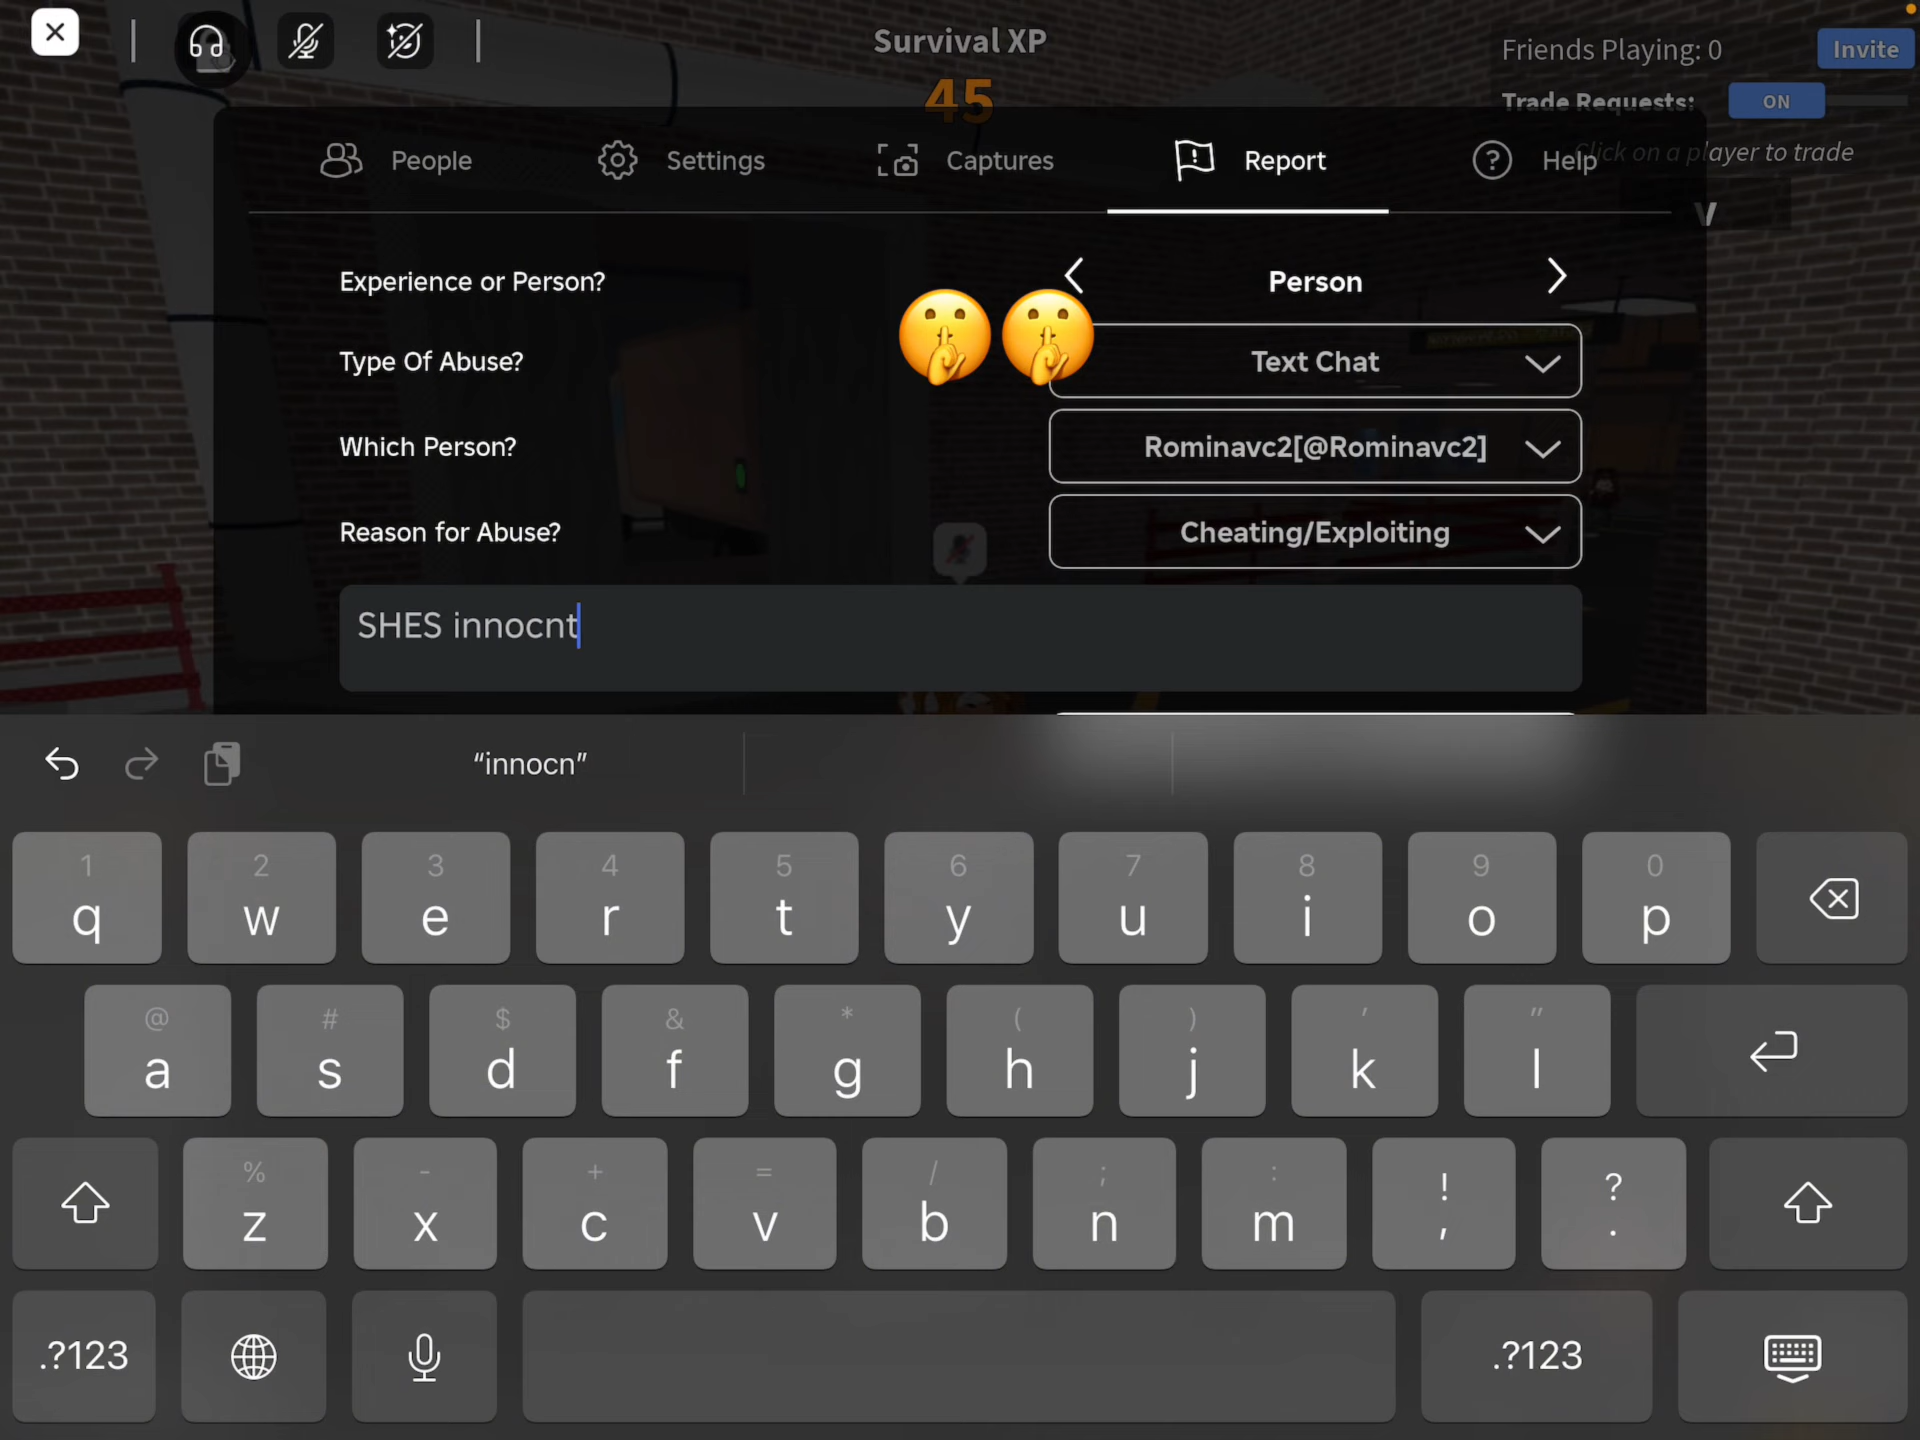 Survival XP
45
Friends Playing: 0
Invite
Trade Requests:
ON
Click on a player to trade
V
People
Settings
Captures
Report
Help
Experience or Person?
Person
Type Of Abuse?
Text Chat
Which Person?
Rominavc2[@Rominavc2]
Reason for Abuse?
Cheating/Exploiting
SHES innocnt
“innocn”
1 2 3 4 5 6 7 8 9 0
q w e r t y u i o p
@ # $ & * ( ) ' "
a s d f g h j k l
% - + = / ; : ! ?
z x c v b n m , .
.?123
.?123